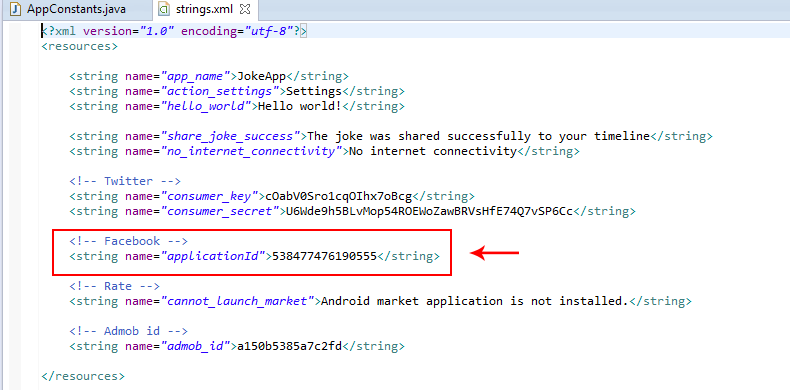 AppConstants.java strings.xml
<?xml version="1.0" encoding="utf-8"?>
<resources>
<string name="app_name">JokeApp</string>
<string name="action_settings">Settings</string>
<string name="hello_world">Hello world!</string>
<string name="share_joke_success">The joke was shared successfully to your timeline</string>
<string name="no_internet_connectivity">No internet connectivity</string>
<!-- Twitter -->
<string name="consumer_key">cOabV0Sro1cqOIhx7oBcg</string>
<string name="consumer_secret">U6Wde9h5BLvMop54ROEWoZawBRVsHfE74Q7vSP6Cc</string>
<!-- Facebook -->
<string name="applicationId">538477476190555</string>
<!-- Rate -->
<string name="cannot_launch_market">Android market application is not installed.</string>
<!-- Admob id -->
<string name="admob_id">a150b5385a7c2fd</string>
</resources>